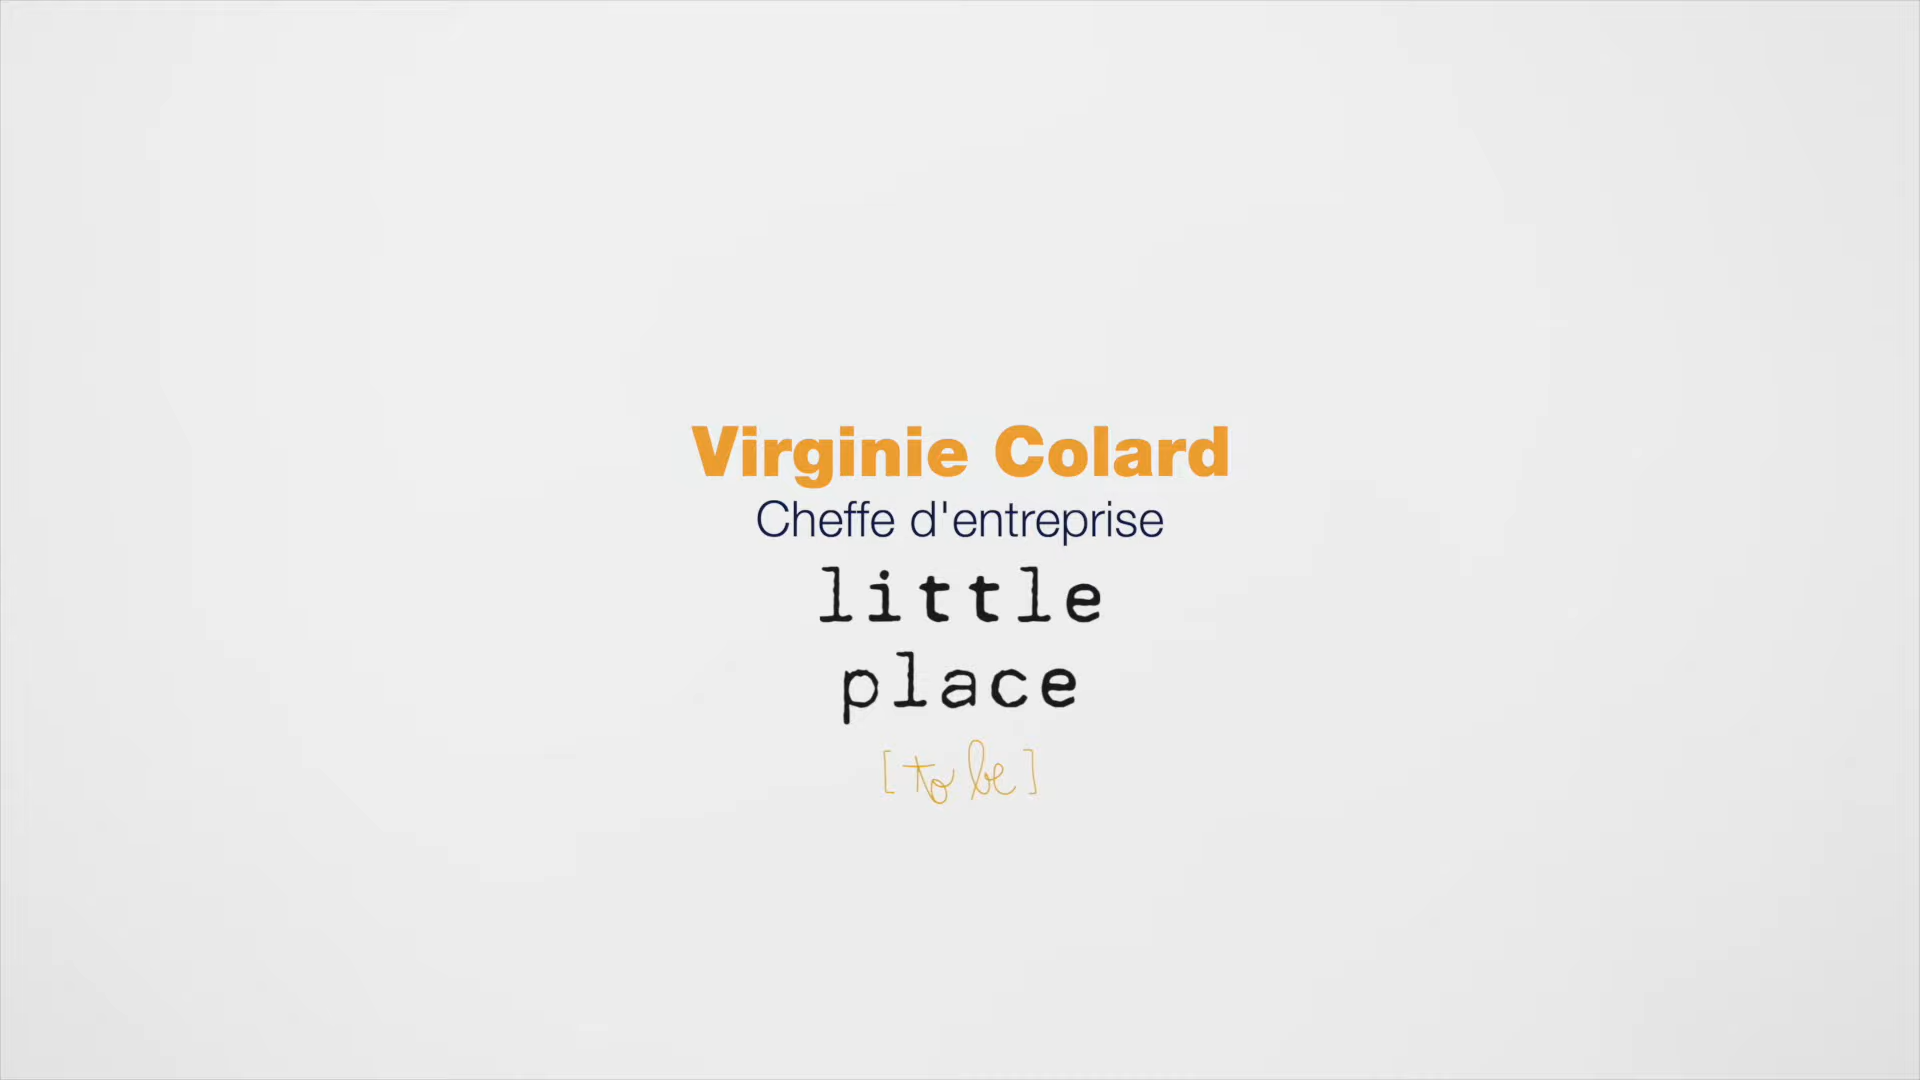 Virginie Colard
Cheffe d'entreprise
little
place
[to be]